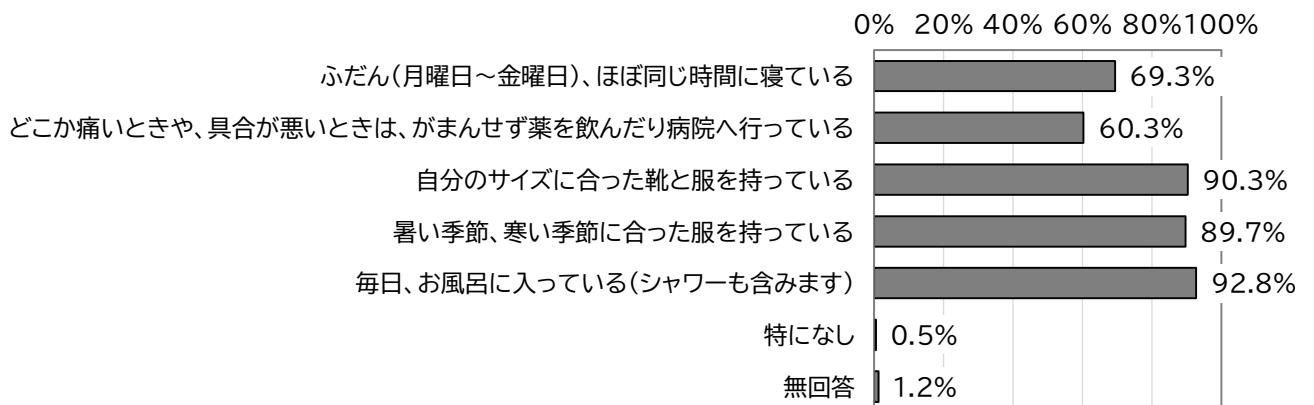 0% 20% 40% 60% 80% 100%
ふだん(月曜日～金曜日)、ほぼ同じ時間に寝ている 69.3%
どこか痛いときや、具合が悪いときは、がまんせず薬を飲んだり病院へ行っている 60.3%
自分のサイズに合った靴と服を持っている 90.3%
暑い季節、寒い季節に合った服を持っている 89.7%
毎日、お風呂に入っている(シャワーも含みます) 92.8%
特になし 0.5%
無回答 1.2%